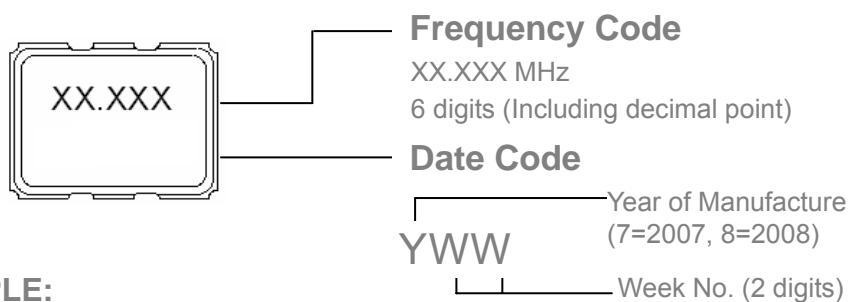 Frequency Code
XX.XXX MHz
XX.XXX
6 digits (Including decimal point)
Date Code
Year of Manufacture
(7=2007, 8=2008)
YWW
Week No. (2 digits)
PLE: